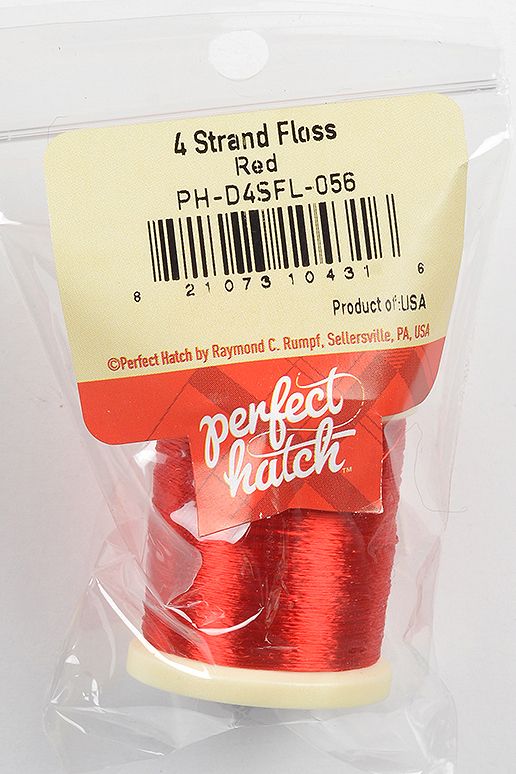 4 Strand Floss
Red
PH-D4SFL-056
8 21073 10431 6
Product of:USA
©Perfect Hatch by Raymond C. Rumpf, Sellersville, PA, USA
perfect
hatch™